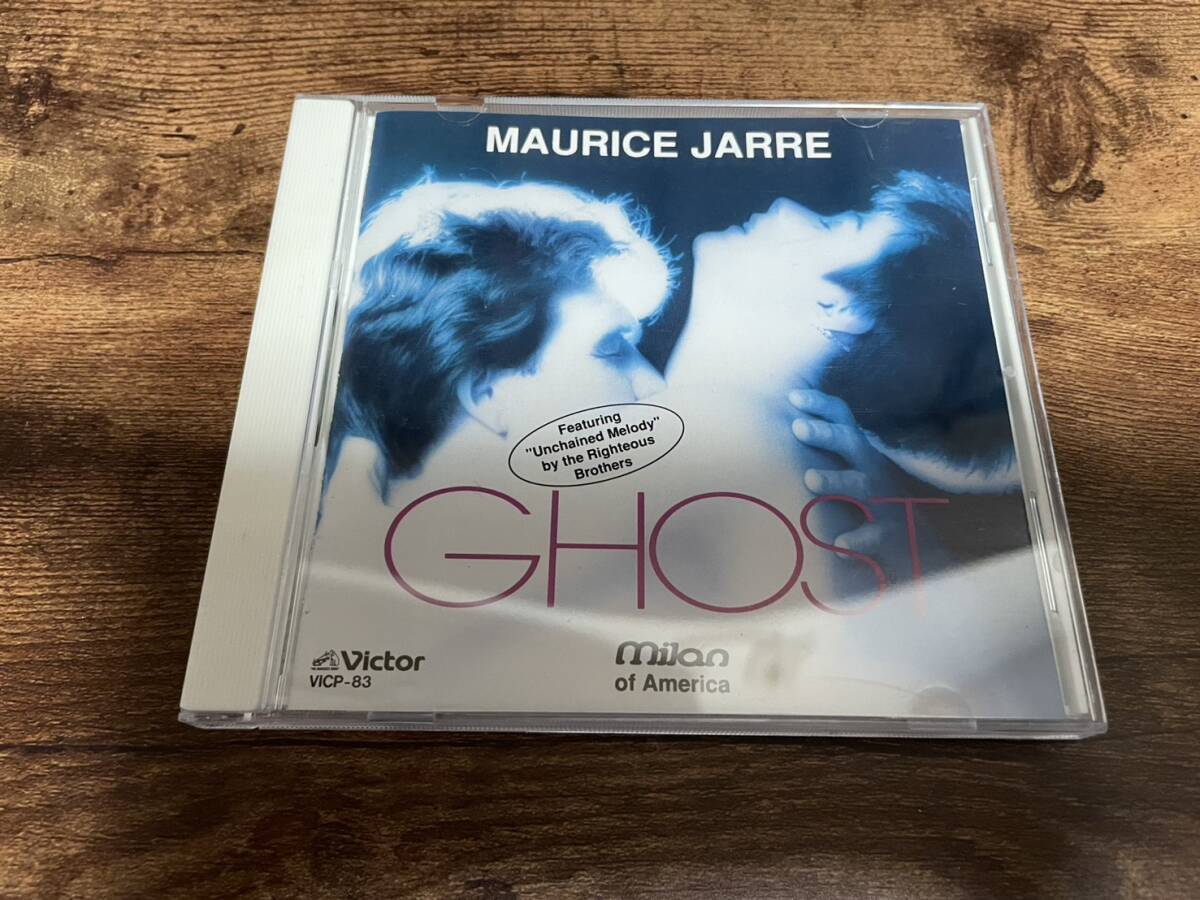 MAURICE JARRE
Featuring
"Unchained Melody"
by the Righteous
Brothers
GHOST
Victor
VICP-83
milan
of America